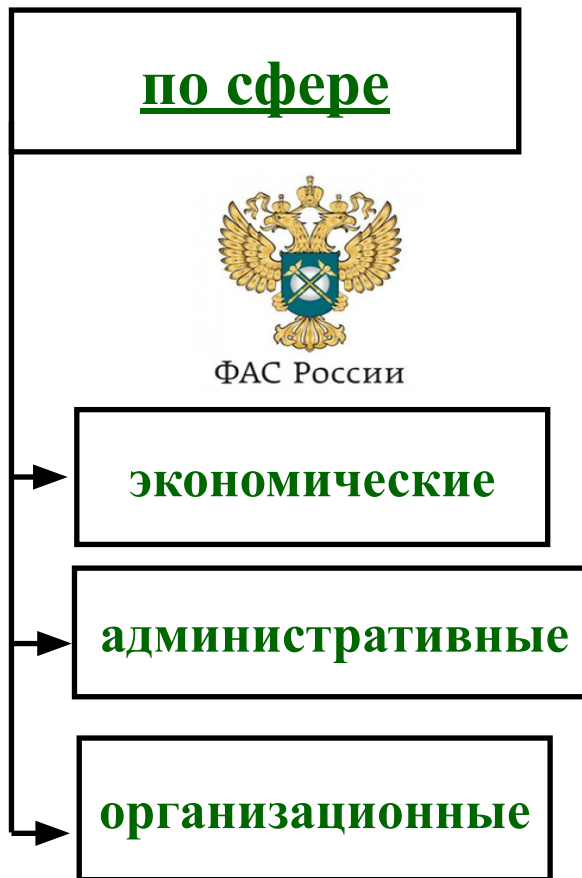 по сфере
ФАС России
экономические
административные
организационные